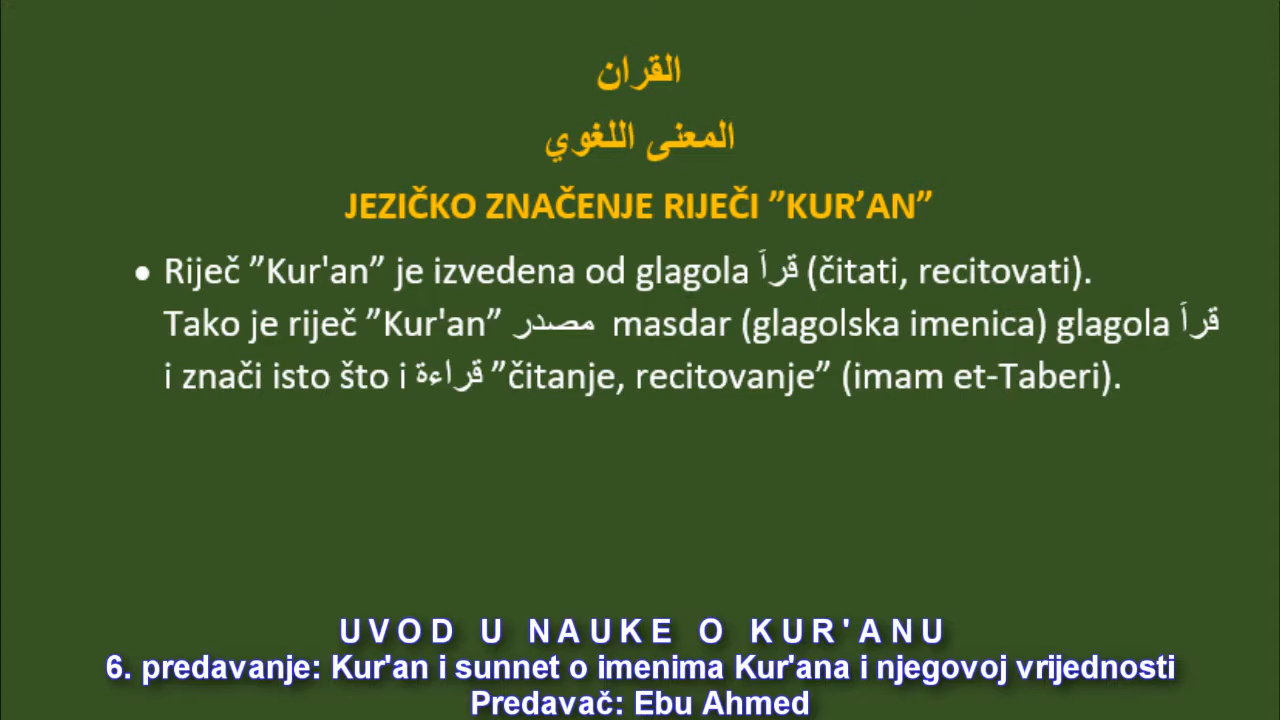 القران
المعنى اللغوي
JEZIČKO ZNAČENJE RIJEČI ”KUR’AN”
• Riječ ”Kur'an” je izvedena od glagola قرآَ (čitati, recitovati).
Tako je riječ ”Kur'an” مصدر masdar (glagolska imenica) glagola قرآَ
i znači isto što i قراءة ”čitanje, recitovanje” (imam et-Taberi).
UVOD U NAUKE O KUR'ANU
6. predavanje: Kur'an i sunnet o imenima Kur'ana i njegovoj vrijednosti
Predavač: Ebu Ahmed